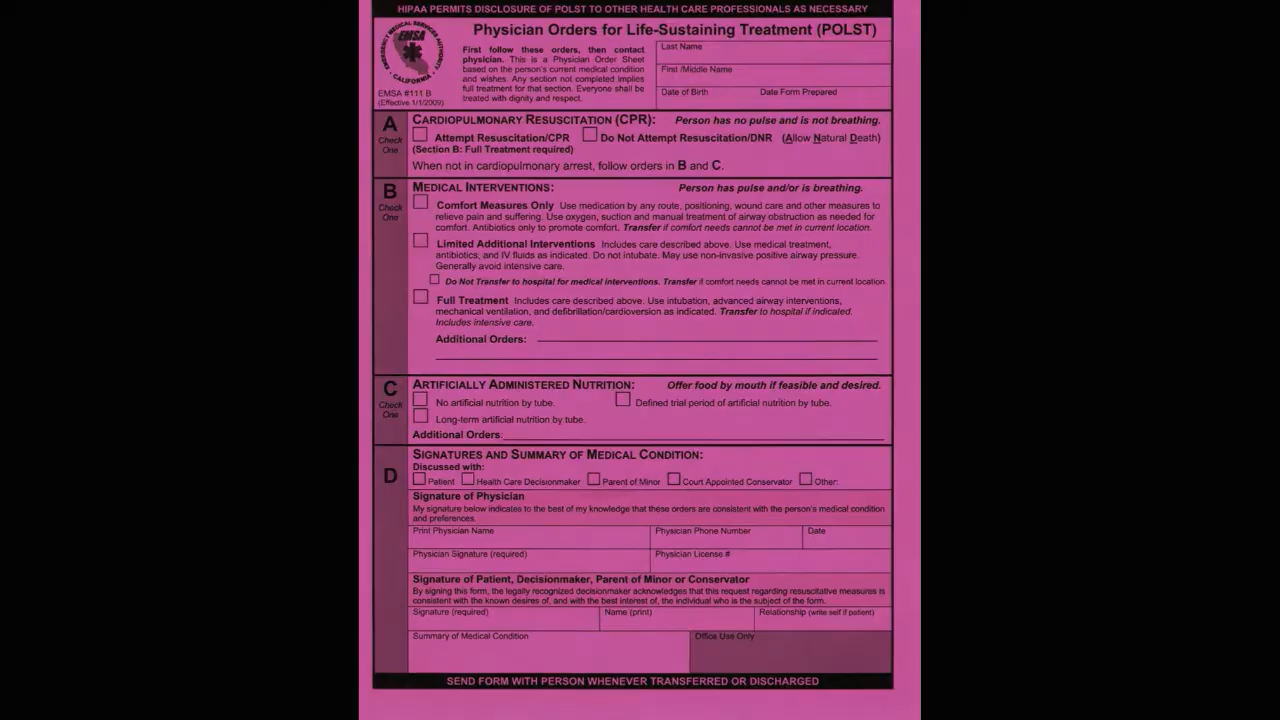 HIPAA PERMITS DISCLOSURE OF POLST TO OTHER HEALTH CARE PROFESSIONALS AS NECESSARY
EMERGENCY MEDICAL SERVICES AUTHORITY
EMSA
CALIFORNIA
EMSA #111 B
(Effective 1/1/2009)
Physician Orders for Life-Sustaining Treatment (POLST)
First follow these orders, then contact
physician. This is a Physician Order Sheet
based on the person's current medical condition
and wishes. Any section not completed implies
full treatment for that section. Everyone shall be
treated with dignity and respect.
Last Name
First /Middle Name
Date of Birth Date Form Prepared
A
Check
One
CARDIOPULMONARY RESUSCITATION (CPR): Person has no pulse and is not breathing.
Attempt Resuscitation/CPR Do Not Attempt Resuscitation/DNR (Allow Natural Death)
(Section B: Full Treatment required)
When not in cardiopulmonary arrest, follow orders in B and C.
B
Check
One
MEDICAL INTERVENTIONS: Person has pulse and/or is breathing.
Comfort Measures Only Use medication by any route, positioning, wound care and other measures to
relieve pain and suffering. Use oxygen, suction and manual treatment of airway obstruction as needed for
comfort. Antibiotics only to promote comfort. Transfer if comfort needs cannot be met in current location.
Limited Additional Interventions Includes care described above. Use medical treatment,
antibiotics, and IV fluids as indicated. Do not intubate. May use non-invasive positive airway pressure.
Generally avoid intensive care.
Do Not Transfer to hospital for medical interventions. Transfer if comfort needs cannot be met in current location.
Full Treatment Includes care described above. Use intubation, advanced airway interventions,
mechanical ventilation, and defibrillation/cardioversion as indicated. Transfer to hospital if indicated.
Includes intensive care.
Additional Orders:
C
Check
One
ARTIFICIALLY ADMINISTERED NUTRITION: Offer food by mouth if feasible and desired.
No artificial nutrition by tube. Defined trial period of artificial nutrition by tube.
Long-term artificial nutrition by tube.
Additional Orders:
D
SIGNATURES AND SUMMARY OF MEDICAL CONDITION:
Discussed with:
Patient Health Care Decisionmaker Parent of Minor Court Appointed Conservator Other:
Signature of Physician
My signature below indicates to the best of my knowledge that these orders are consistent with the person's medical condition
and preferences.
Print Physician Name Physician Phone Number Date
Physician Signature (required) Physician License #
Signature of Patient, Decisionmaker, Parent of Minor or Conservator
By signing this form, the legally recognized decisionmaker acknowledges that this request regarding resuscitative measures is
consistent with the known desires of, and with the best interest of, the individual who is the subject of the form.
Signature (required) Name (print) Relationship (write self if patient)
Summary of Medical Condition Office Use Only
SEND FORM WITH PERSON WHENEVER TRANSFERRED OR DISCHARGED